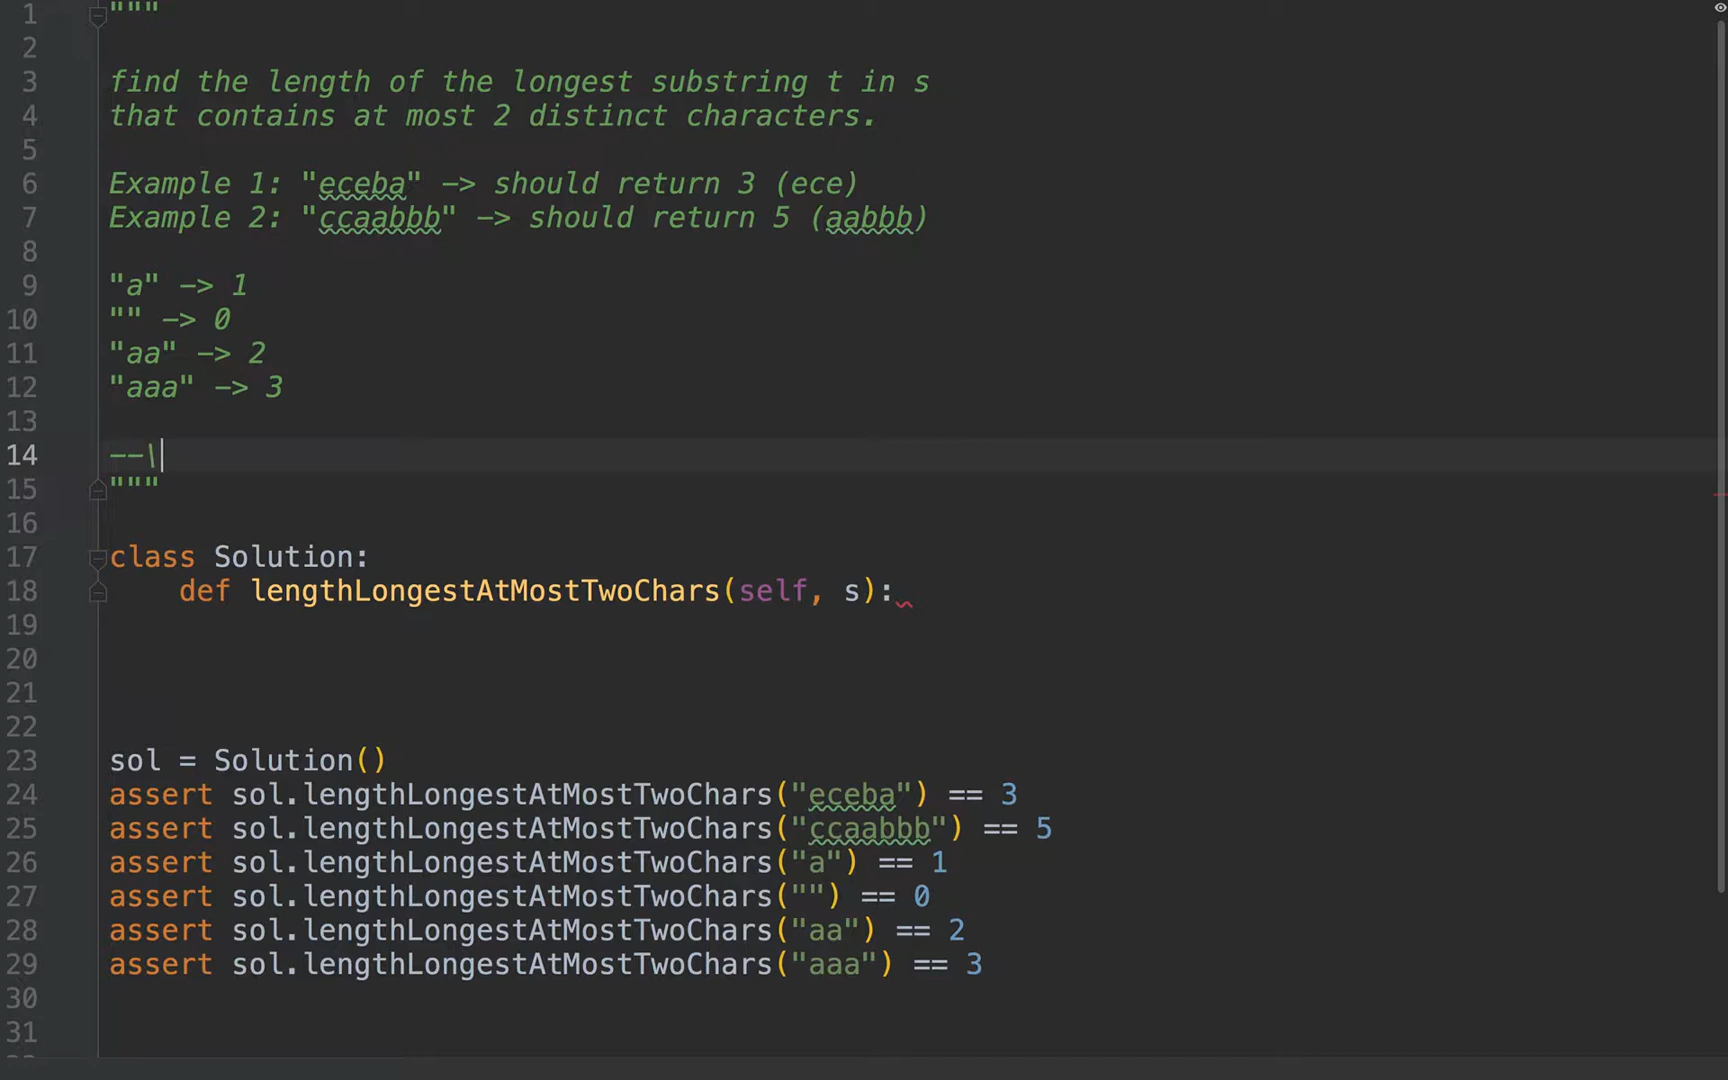 1 """
2
3 find the length of the longest substring t in s
4 that contains at most 2 distinct characters.
5
6 Example 1: "eceba" -> should return 3 (ece)
7 Example 2: "ccaabbb" -> should return 5 (aabbb)
8
9 "a" -> 1
10 "" -> 0
11 "aa" -> 2
12 "aaa" -> 3
13
14 --\
15 """
16
17 class Solution:
18 def lengthLongestAtMostTwoChars(self, s):
19
20
21
22
23 sol = Solution()
24 assert sol.lengthLongestAtMostTwoChars("eceba") == 3
25 assert sol.lengthLongestAtMostTwoChars("ccaabbb") == 5
26 assert sol.lengthLongestAtMostTwoChars("a") == 1
27 assert sol.lengthLongestAtMostTwoChars("") == 0
28 assert sol.lengthLongestAtMostTwoChars("aa") == 2
29 assert sol.lengthLongestAtMostTwoChars("aaa") == 3
30
31